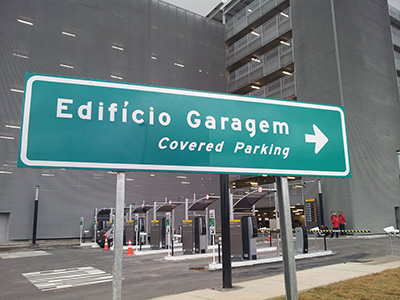 Edifício Garagem
Covered Parking